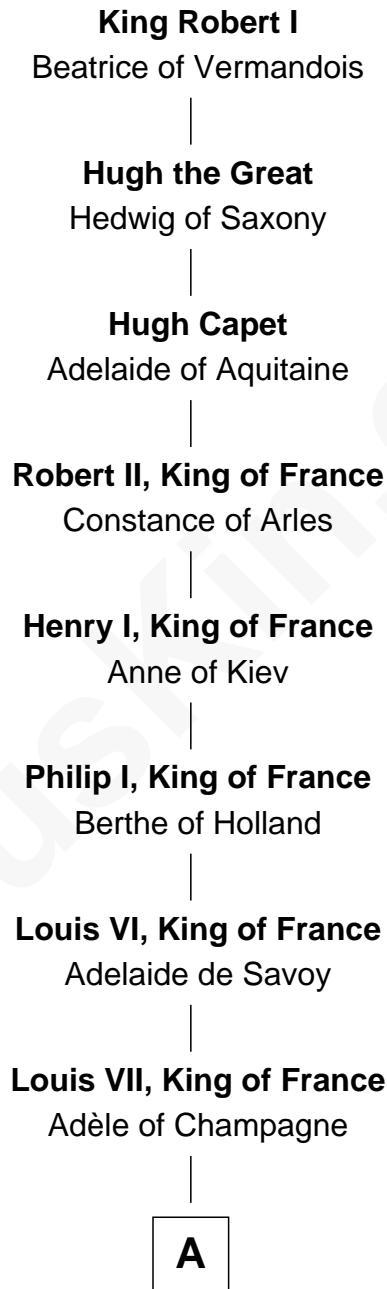 King Robert I
Beatrice of Vermandois
Hugh the Great
Hedwig of Saxony
Hugh Capet
Adelaide of Aquitaine
Robert II, King of France
Constance of Arles
Henry I, King of France
Anne of Kiev
Philip I, King of France
Berthe of Holland
Louis VI, King of France
Adelaide de Savoy
Louis VII, King of France
Adèle of Champagne
A